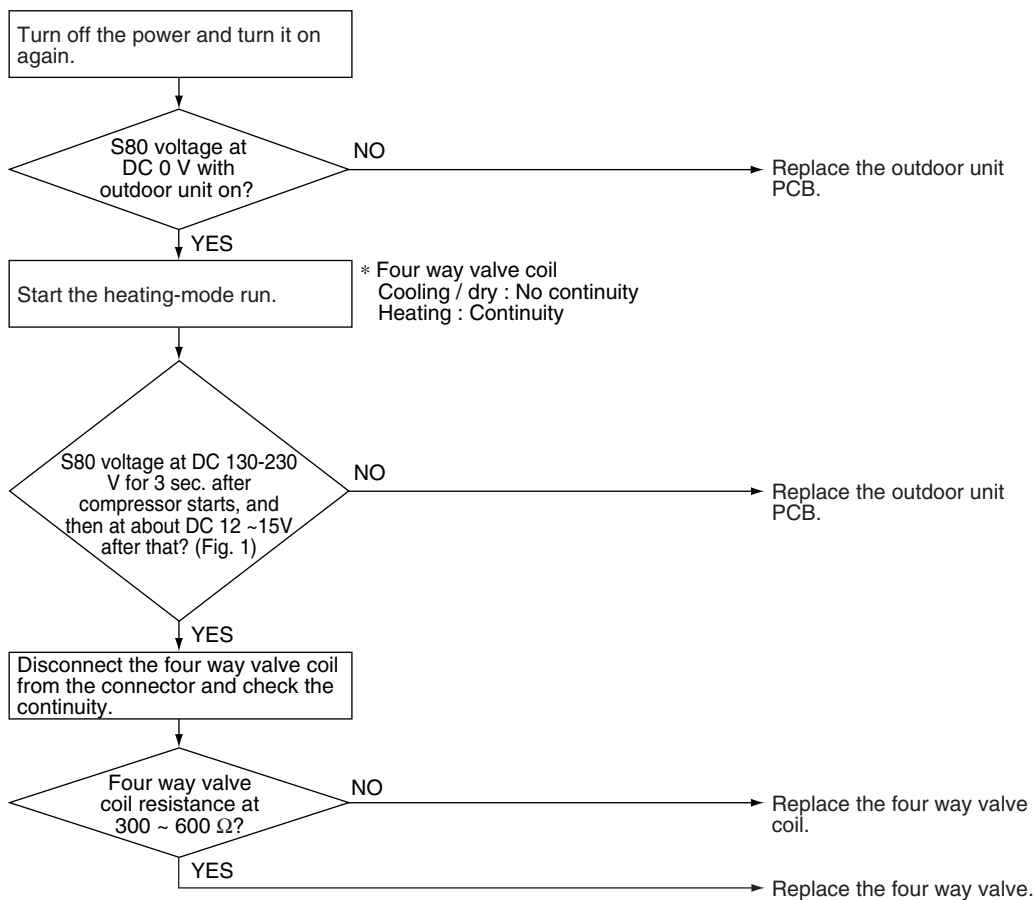 Turn off the power and turn it on
again.
S80 voltage at
DC 0 V with
outdoor unit on?
NO
Replace the outdoor unit
PCB.
YES
Start the heating-mode run.
* Four way valve coil
Cooling / dry : No continuity
Heating : Continuity
S80 voltage at DC 130-230
V for 3 sec. after
compressor starts, and
then at about DC 12 ~15V
after that? (Fig. 1)
NO
Replace the outdoor unit
PCB.
YES
Disconnect the four way valve coil
from the connector and check the
continuity.
Four way valve
coil resistance at
300 ~ 600 Ω?
NO
Replace the four way valve
coil.
YES
Replace the four way valve.